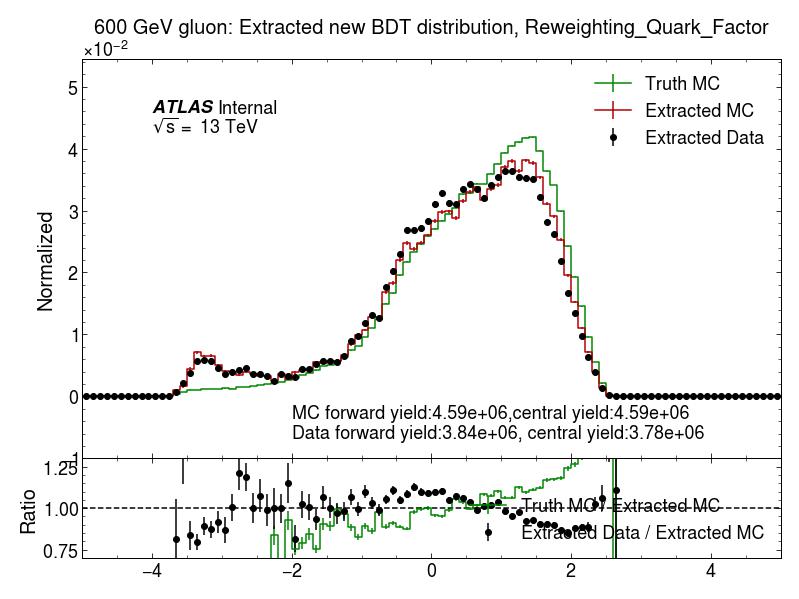 600 GeV gluon: Extracted new BDT distribution, Reweighting_Quark_Factor
×10⁻²
ATLAS Internal
√s = 13 TeV
Truth MC
Extracted MC
Extracted Data
Normalized
5
4
3
2
1
0
MC forward yield:4.59e+06,central yield:4.59e+06
Data forward yield:3.84e+06, central yield:3.78e+06
1
Ratio
1.25
1.00
0.75
Truth MC / Extracted MC
Extracted Data / Extracted MC
−4
−2
0
2
4